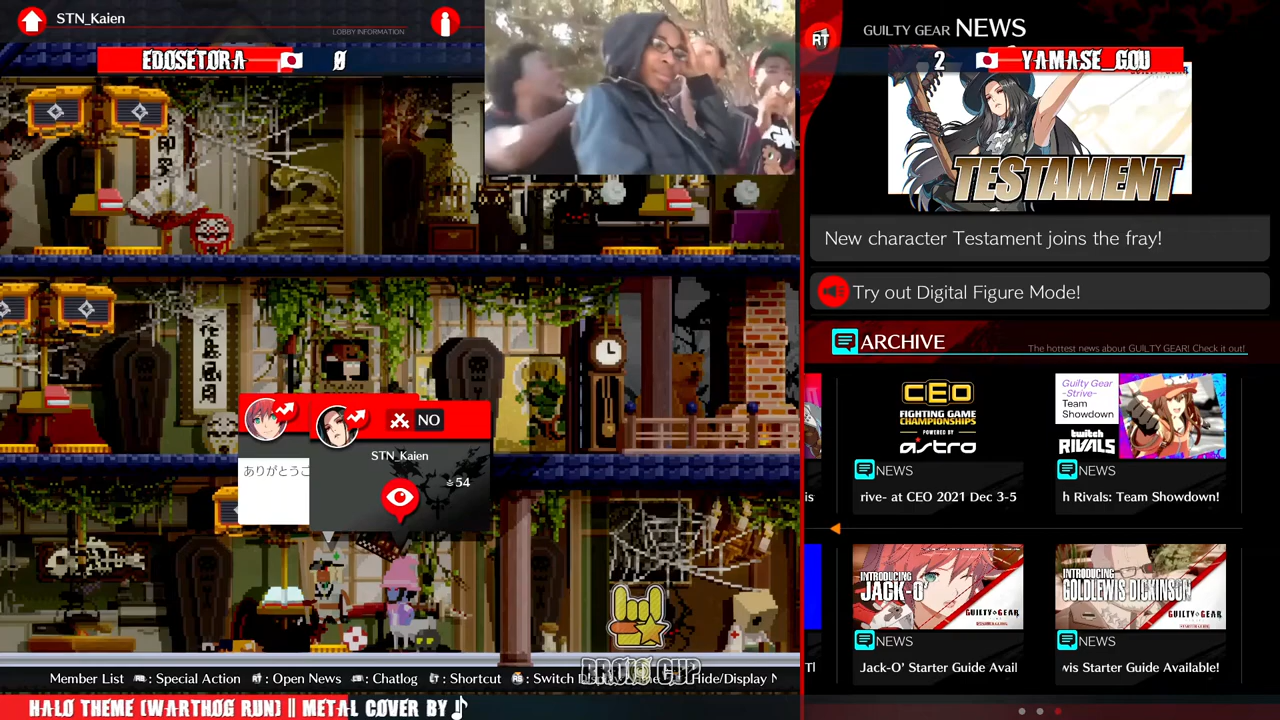 STN_Kaien
LOBBY INFORMATION
EDOSETORA 0
GUILTY GEAR NEWS
2 YAMASE_GOU
TESTAMENT
New character Testament joins the fray!
Try out Digital Figure Mode!
ARCHIVE
The hottest news about GUILTY GEAR! Check it out!
CEO
FIGHTING GAME
CHAMPIONSHIPS
POWERED BY
astro
NEWS
rive- at CEO 2021 Dec 3-5
Guilty Gear
-Strive-
Team
Showdown
twitch
RIVALS
NEWS
h Rivals: Team Showdown!
NO
STN_Kaien
54
ありがとうご
INTRODUCING
JACK-O'
GUILTY GEAR
NEWS
Jack-O' Starter Guide Avail
INTRODUCING
GOLDLEWIS DICKINSON
GUILTY GEAR
NEWS
wis Starter Guide Available!
BROJO CUP
Member List : Special Action : Open News : Chatlog : Shortcut : Switch
HALO THEME (WARTHOG RUN) || METAL COVER BY